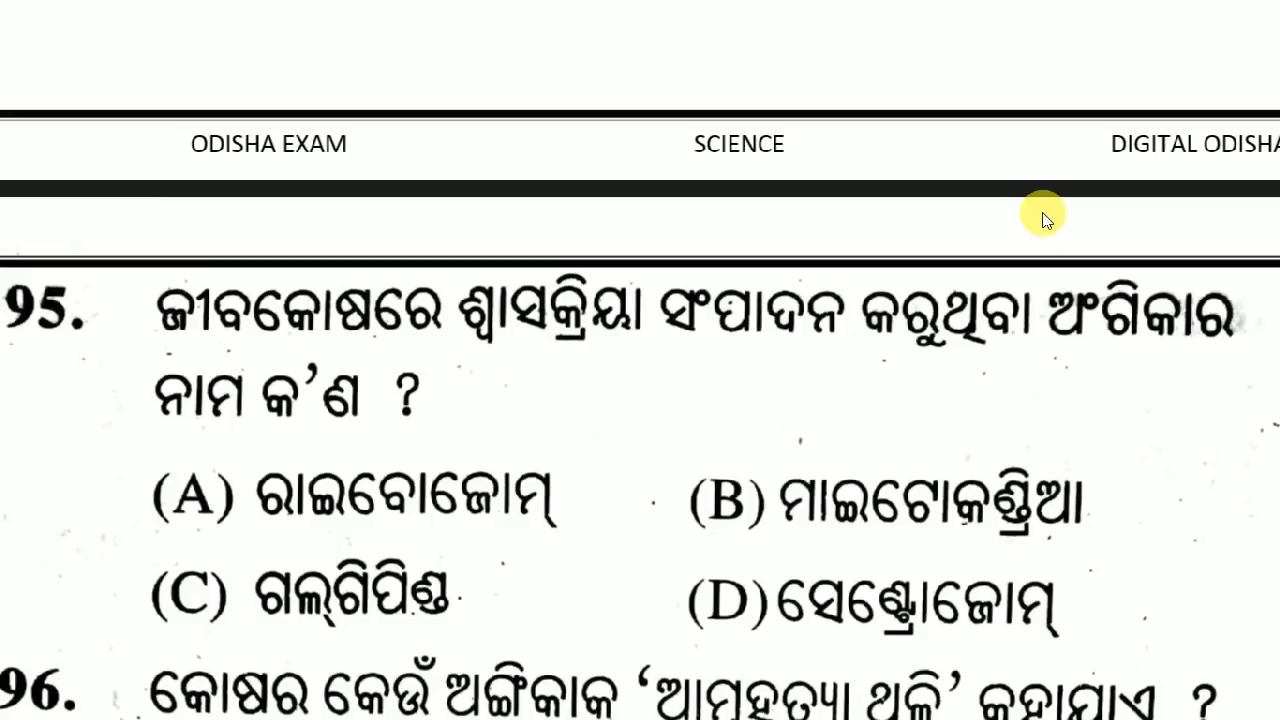 ODISHA EXAM SCIENCE DIGITAL ODISHA
95. ଜୀବକୋଷରେ ଶ୍ୱାସକ୍ରିୟା ସଂପାଦନ କରୁଥିବା ଅଂଗିକାର
ନାମ କ'ଣ ?
(A) ରାଇବୋଜୋମ୍ (B) ମାଇଟୋକଣ୍ଡ୍ରିଆ
(C) ଗଲ୍‌ଗିପିଣ୍ଡ (D) ସେଣ୍ଟ୍ରୋଜୋମ୍
96. କୋଷର କେଉଁ ଅଙ୍ଗିକାକ 'ଆତ୍ମହତ୍ୟା ଥଳି' କୁହାଯାଏ ?